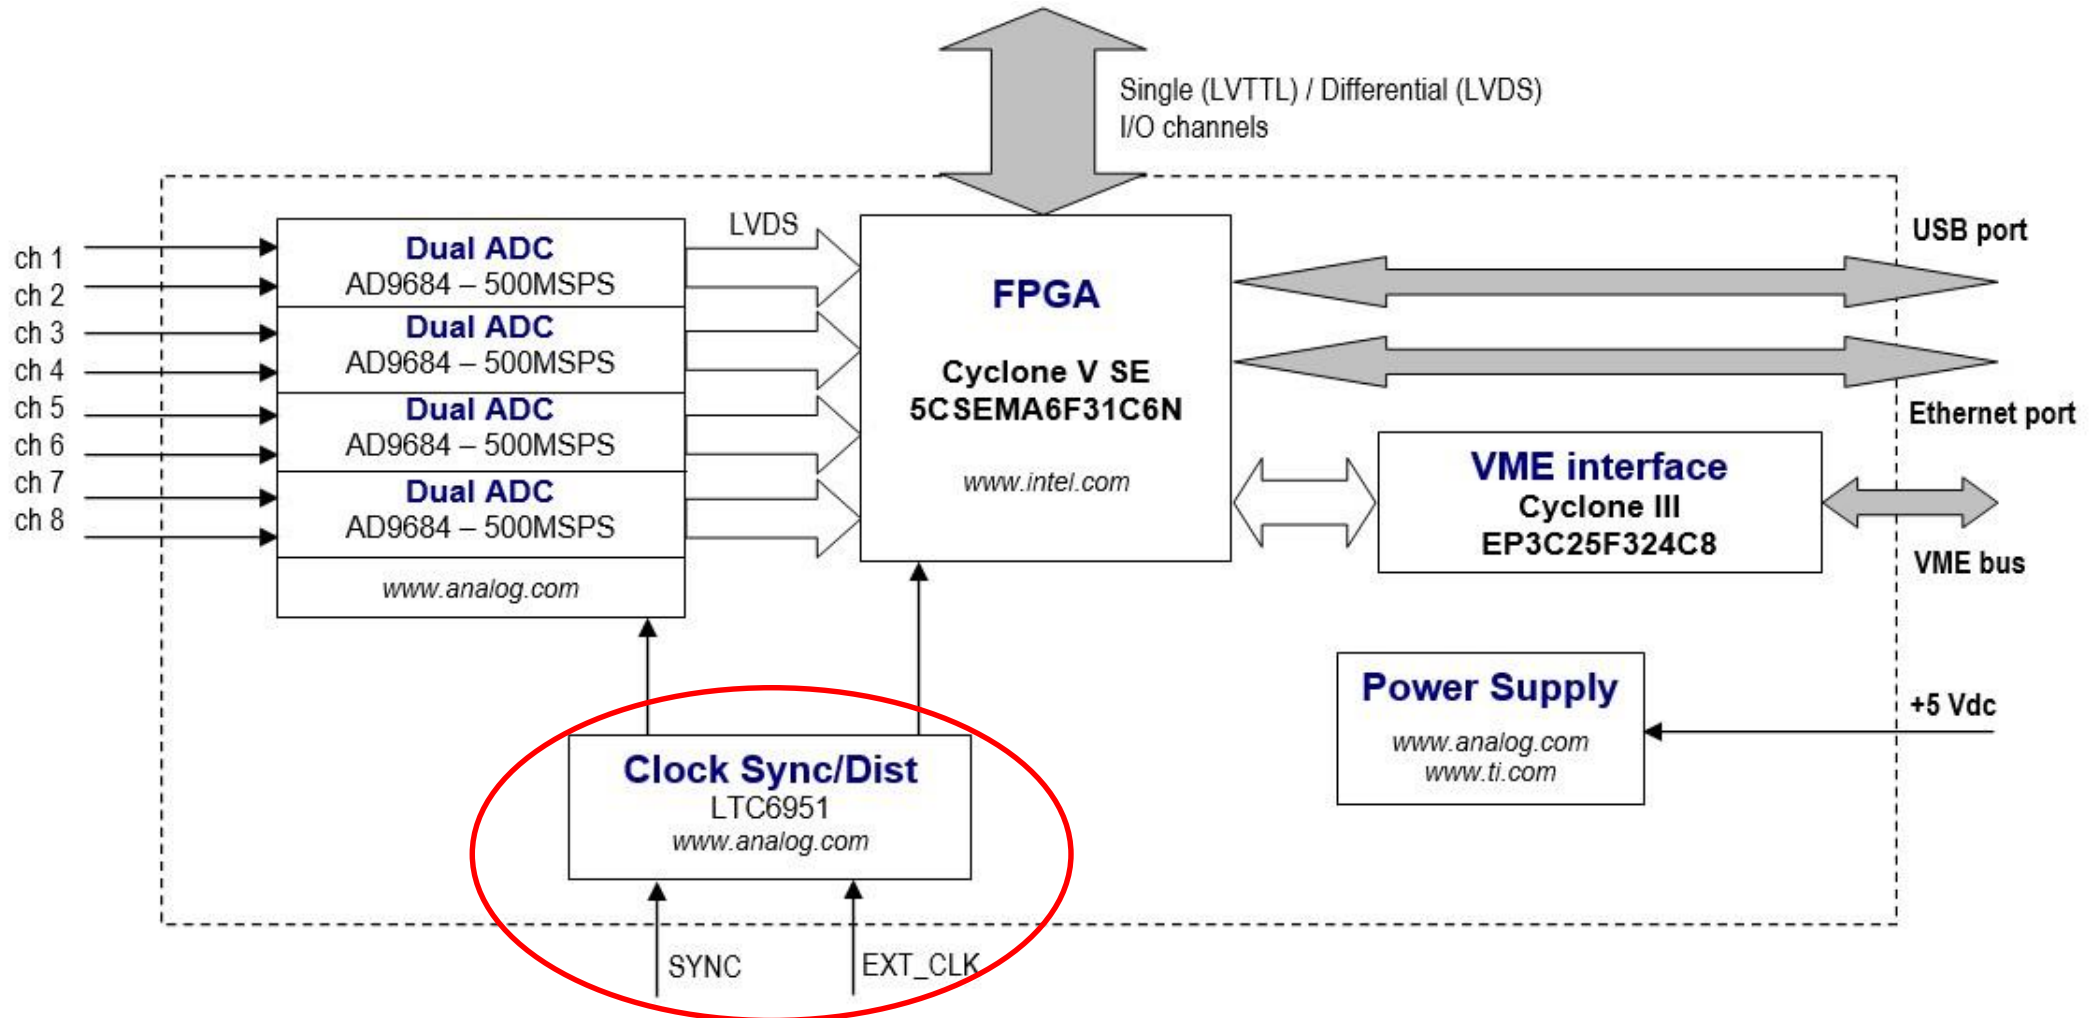 Single (LVTTL) / Differential (LVDS)
I/O channels
ch 1
ch 2
ch 3
ch 4
ch 5
ch 6
ch 7
ch 8
Dual ADC
AD9684 – 500MSPS
Dual ADC
AD9684 – 500MSPS
Dual ADC
AD9684 – 500MSPS
Dual ADC
AD9684 – 500MSPS
www.analog.com
LVDS
FPGA
Cyclone V SE
5CSEMA6F31C6N
www.intel.com
USB port
Ethernet port
VME interface
Cyclone III
EP3C25F324C8
VME bus
Power Supply
www.analog.com
www.ti.com
+5 Vdc
Clock Sync/Dist
LTC6951
www.analog.com
SYNC
EXT_CLK